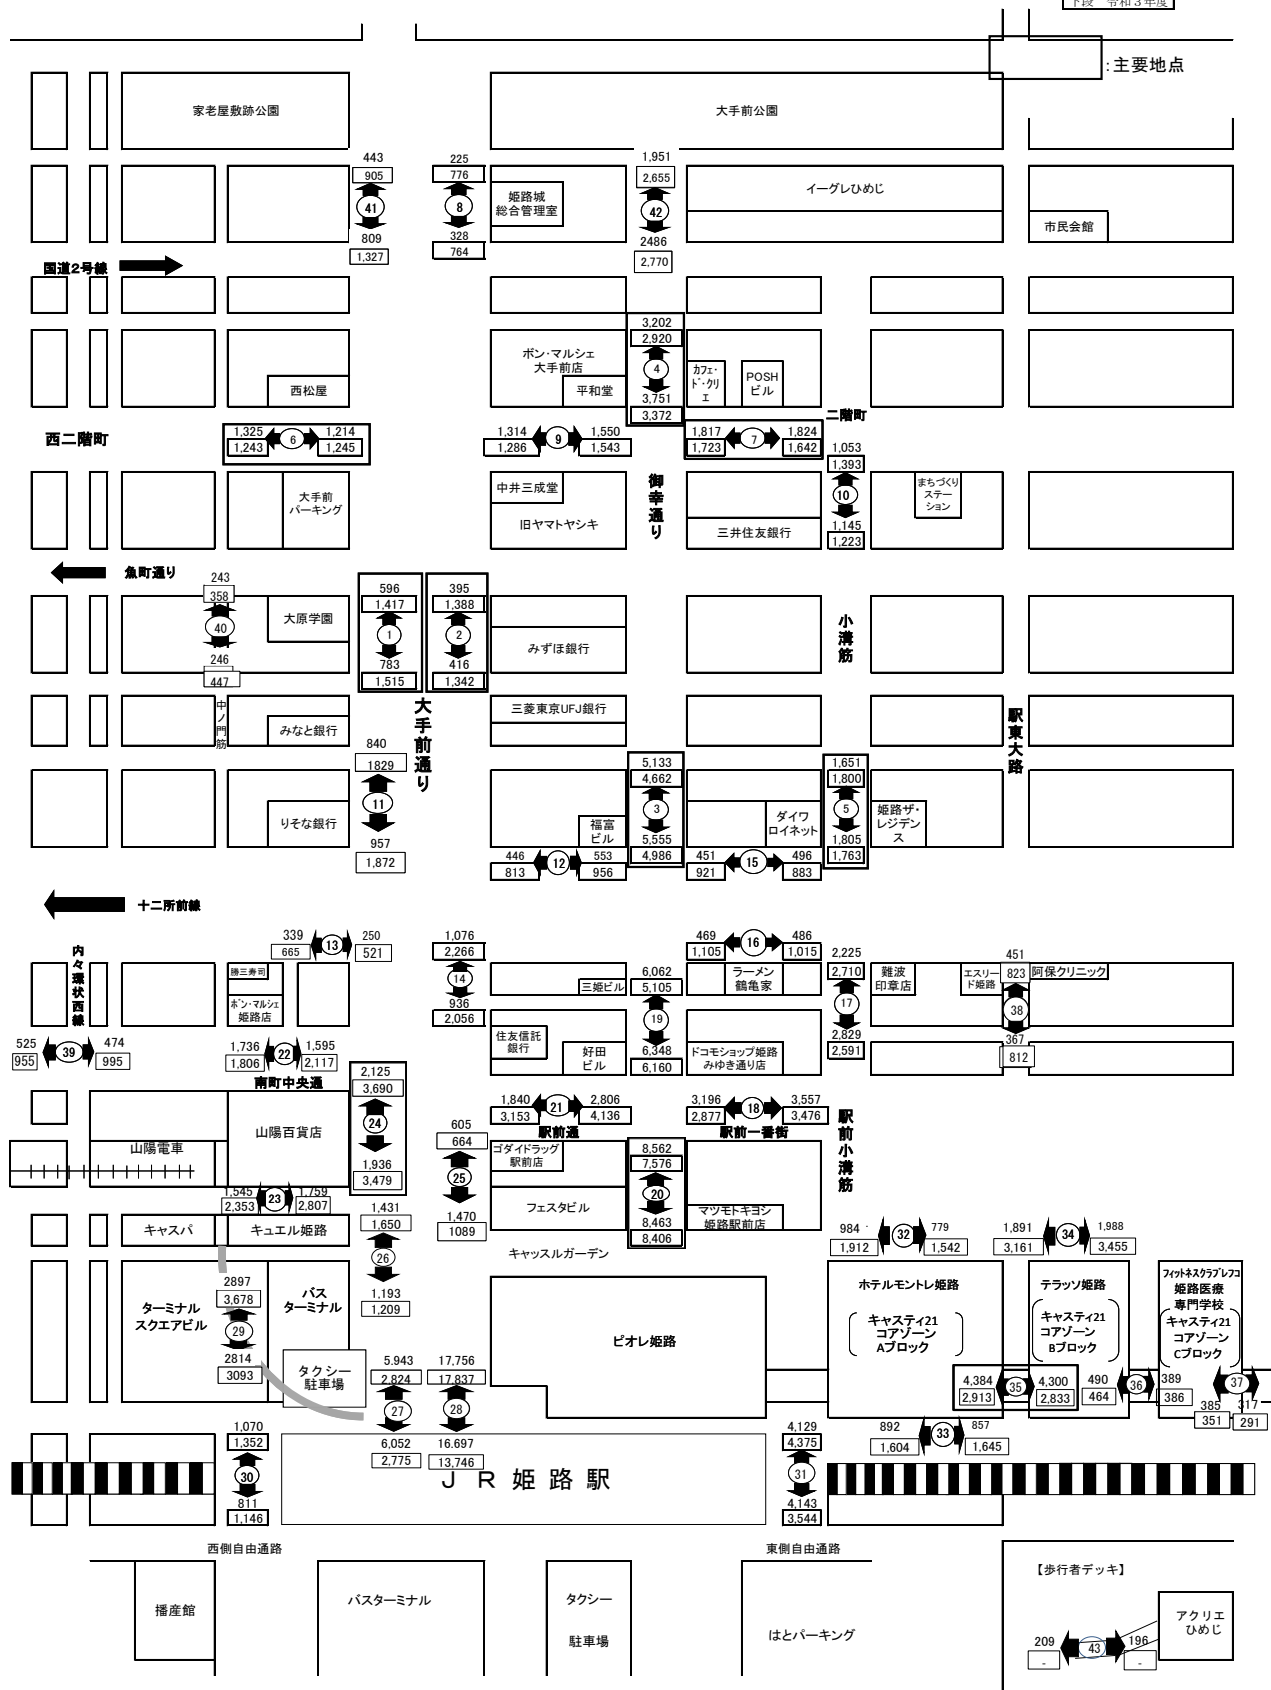 下段　令和3年度
:主要地点
家老屋敷跡公園
大手前公園
443
905
41
809
1,327
225
776
8
328
764
姫路城
総合管理室
1,951
2,655
42
2486
2,770
イーグレひめじ
市民会館
国道2号線
3,202
2,920
4
3,751
3,372
ボン・マルシェ
大手前店
平和堂
カフェ・
ド・クリ
ェ
POSH
ビル
西松屋
二階町
西二階町
1,325
1,243
6
1,214
1,245
1,314
1,286
9
1,550
1,543
1,817
1,723
7
1,824
1,642
1,053
1,393
10
1,145
1,223
大手前
パーキング
中井三成堂
旧ヤマトヤシキ
御幸通り
三井住友銀行
まちづくり
ステー
ション
魚町通り
243
358
40
246
447
大原学園
596
1,417
1
783
1,515
395
1,388
2
416
1,342
みずほ銀行
小溝筋
中ノ門筋
みなと銀行
大手前通り
三菱東京UFJ銀行
駅東大路
840
1829
11
957
1,872
りそな銀行
5,133
4,662
3
5,555
4,986
福富
ビル
ダイワ
ロイネット
1,651
1,800
5
1,805
1,763
姫路ザ・
レジデン
ス
446
813
12
553
956
451
921
15
496
883
十二所前線
内々環状西線
339
665
13
250
521
1,076
2,266
14
936
2,056
469
1,105
16
486
1,015
2,225
2,710
17
2,829
2,591
451
823
38
367
812
勝三寿司
ボン・マルシェ
姫路店
三姫ビル
6,062
5,105
19
6,348
6,160
ラーメン
鶴亀家
難波
印章店
エスリー
ド姫路
阿保クリニック
住友信託
銀行
好田
ビル
ドコモショップ姫路
みゆき通り店
525
955
39
474
995
1,736
1,806
22
1,595
2,117
南町中央通
2,125
3,690
24
1,936
3,479
山陽百貨店
山陽電車
1,840
3,153
21
2,806
4,136
駅前通
3,196
2,877
18
3,557
3,476
駅前一番街
駅前小溝筋
605
664
25
1,470
1089
ゴダイドラッグ
駅前店
フェスタビル
8,562
7,576
20
8,463
8,406
マツモトキヨシ
姫路駅前店
1,545
2,353
23
1,759
2,807
キャスパ
キュエル姫路
1,431
1,650
26
1,193
1,209
キャッスルガーデン
984
1,912
32
779
1,542
1,891
3,161
34
1,988
3,455
ターミナル
スクエアビル
2897
3,678
29
2814
3093
バス
ターミナル
タクシー
駐車場
ピオレ姫路
ホテルモントレ姫路
キャスティ21
コアゾーン
Aブロック
テラッソ姫路
キャスティ21
コアゾーン
Bブロック
フィットネスクラブレフコ
姫路医療
専門学校
キャスティ21
コアゾーン
Cブロック
5.943
2,824
27
6,052
2,775
17,756
17,837
28
16.697
13,746
4,384
2,913
35
4,300
2,833
490
464
36
389
386
385
351
37
317
291
892
1,604
33
857
1,645
1,070
1,352
30
811
1,146
4,129
4,375
31
4,143
3,544
ＪＲ姫路駅
西側自由通路
東側自由通路
播産館
バスターミナル
タクシー
駐車場
はとパーキング
【歩行者デッキ】
アクリエ
ひめじ
209
-
43
196
-